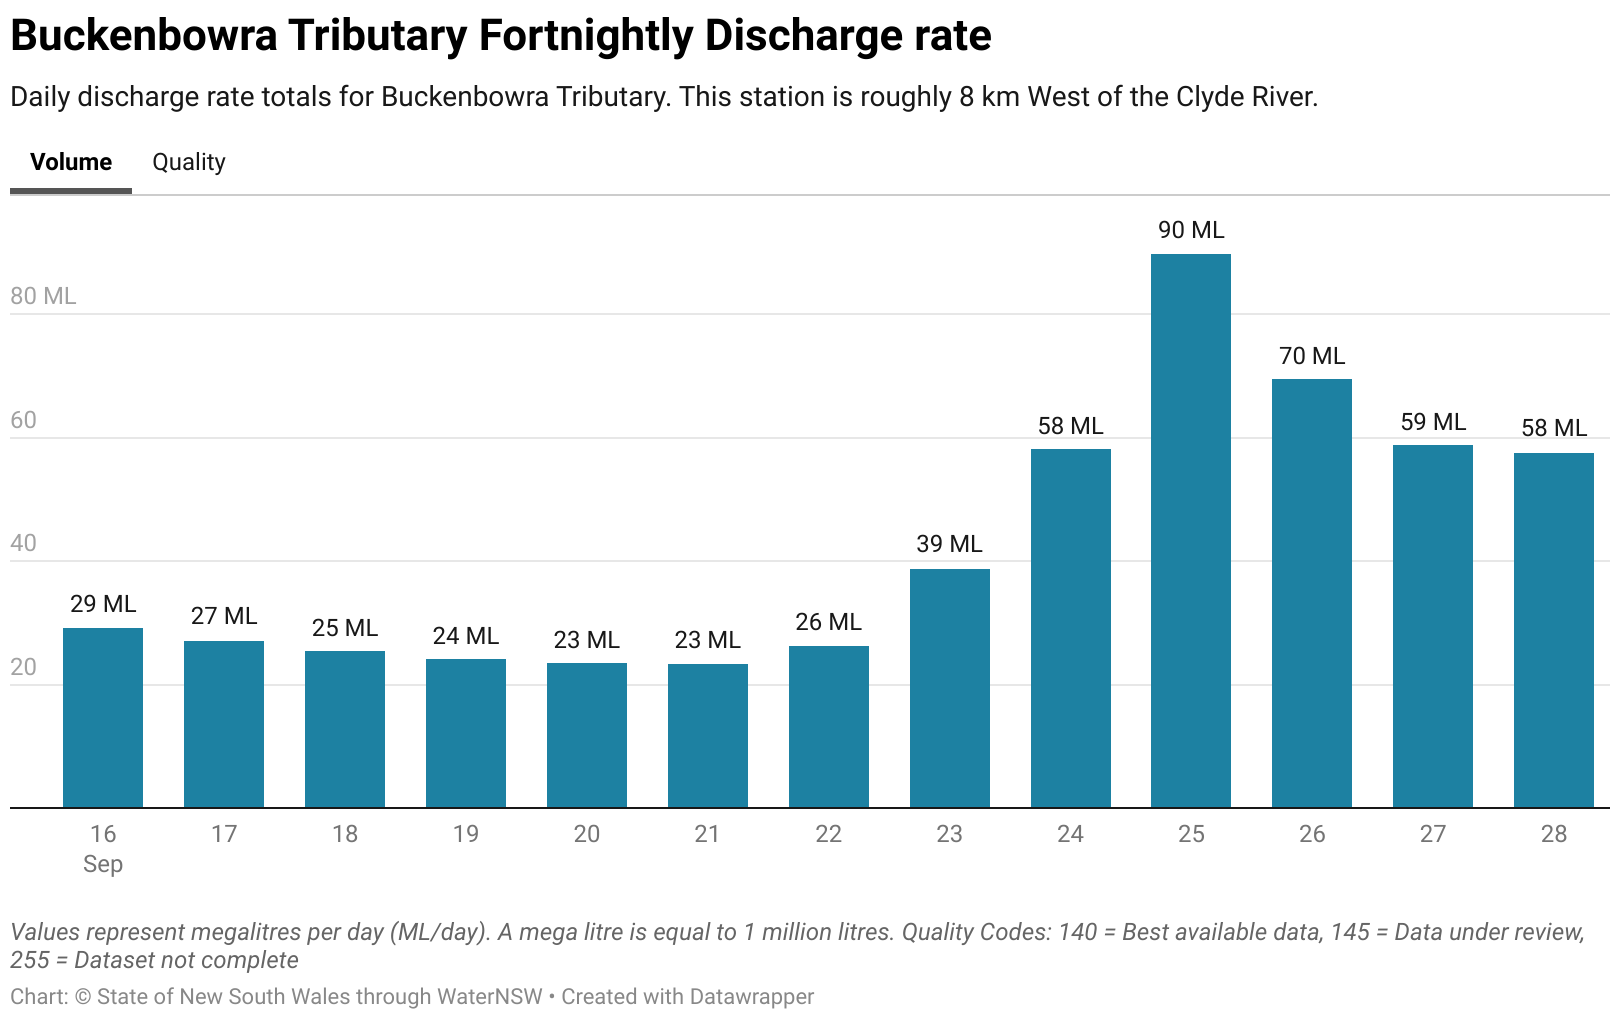 Buckenbowra Tributary Fortnightly Discharge rate
Daily discharge rate totals for Buckenbowra Tributary. This station is roughly 8 km West of the Clyde River.
Volume Quality
90 ML
80 ML
70 ML
60
58 ML
59 ML
58 ML
40
39 ML
29 ML
27 ML
25 ML
24 ML
23 ML
23 ML
26 ML
20
16 17 18 19 20 21 22 23 24 25 26 27 28
Sep
Values represent megalitres per day (ML/day). A mega litre is equal to 1 million litres. Quality Codes: 140 = Best available data, 145 = Data under review,
255 = Dataset not complete
Chart: © State of New South Wales through WaterNSW • Created with Datawrapper